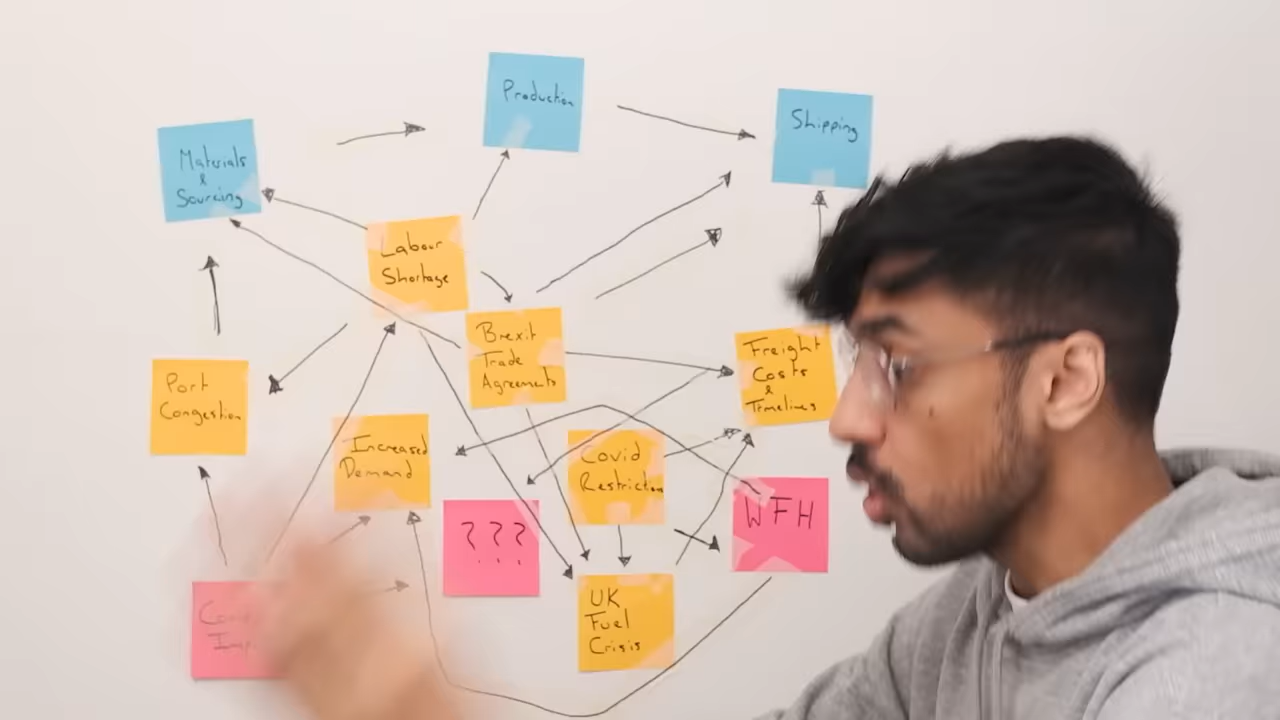 Production
Shipping
Materials
&
Sourcing
Labour
Shortage
Brexit
Trade
Agreements
Freight
Costs
&
Timelines
Port
Congestion
Increased
Demand
Covid
Restriction
???
...
WFH
UK
Fuel
Crisis